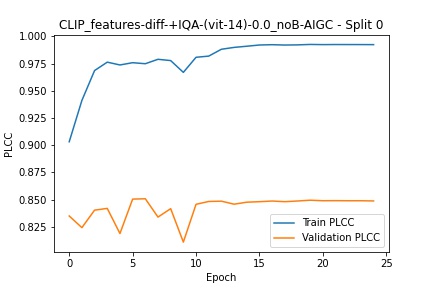 CLIP_features-diff-+IQA-(vit-14)-0.0_noB-AIGC - Split 0
1.000
0.975
0.950
0.925
0.900
0.875
0.850
0.825
PLCC
Train PLCC
Validation PLCC
0 5 10 15 20 25
Epoch